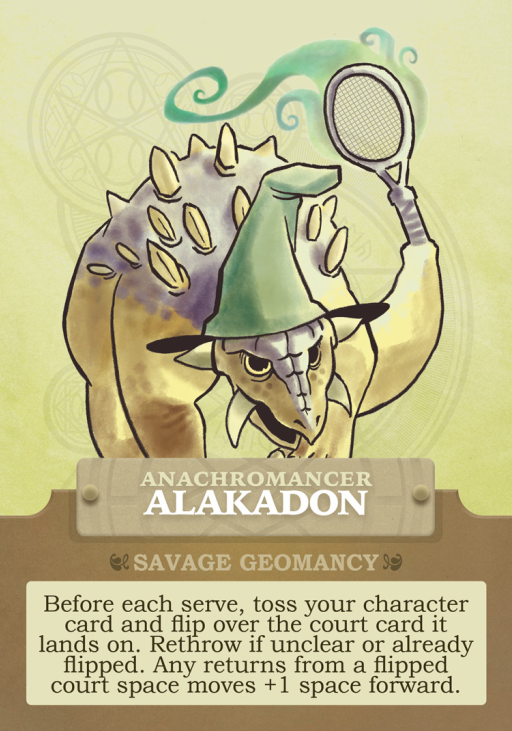 ANACHROMANCER
ALAKADON
SAVAGE GEOMANCY
Before each serve, toss your character
card and flip over the court card it
lands on. Rethrow if unclear or already
flipped. Any returns from a flipped
court space moves +1 space forward.